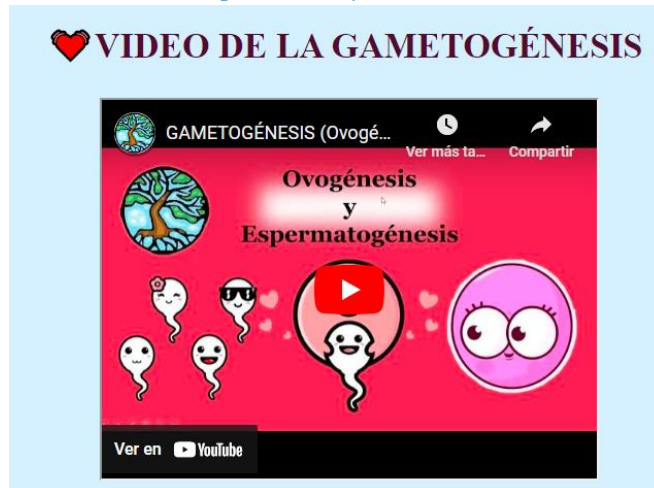 VIDEO DE LA GAMETOGÉNESIS
GAMETOGÉNESIS (Ovogé...
Ver más ta...
Compartir
Ovogénesis
y
Espermatogénesis
Ver en YouTube